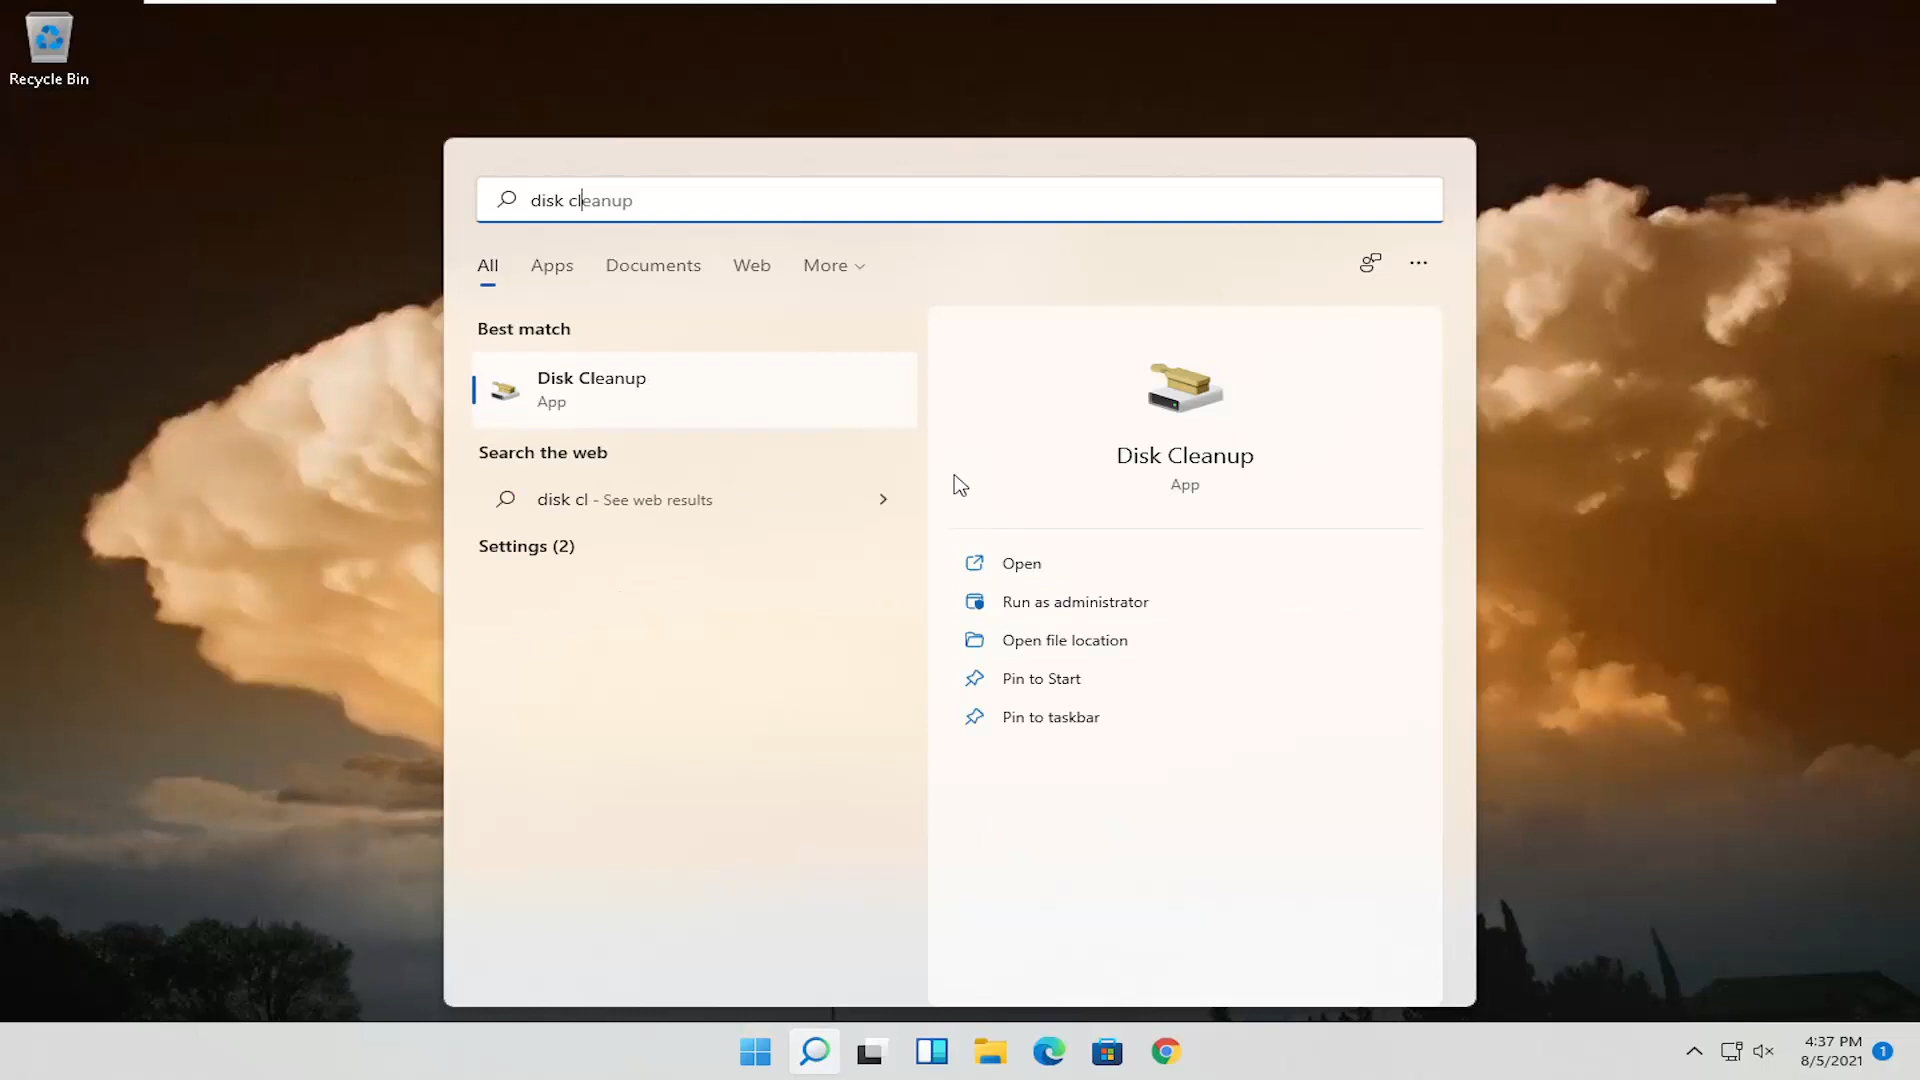 Recycle Bin
disk cleanup
All Apps Documents Web More
Best match
Disk Cleanup
App
Search the web
disk cl - See web results
Settings (2)
Disk Cleanup
App
Open
Run as administrator
Open file location
Pin to Start
Pin to taskbar
4:37 PM
8/5/2021
1